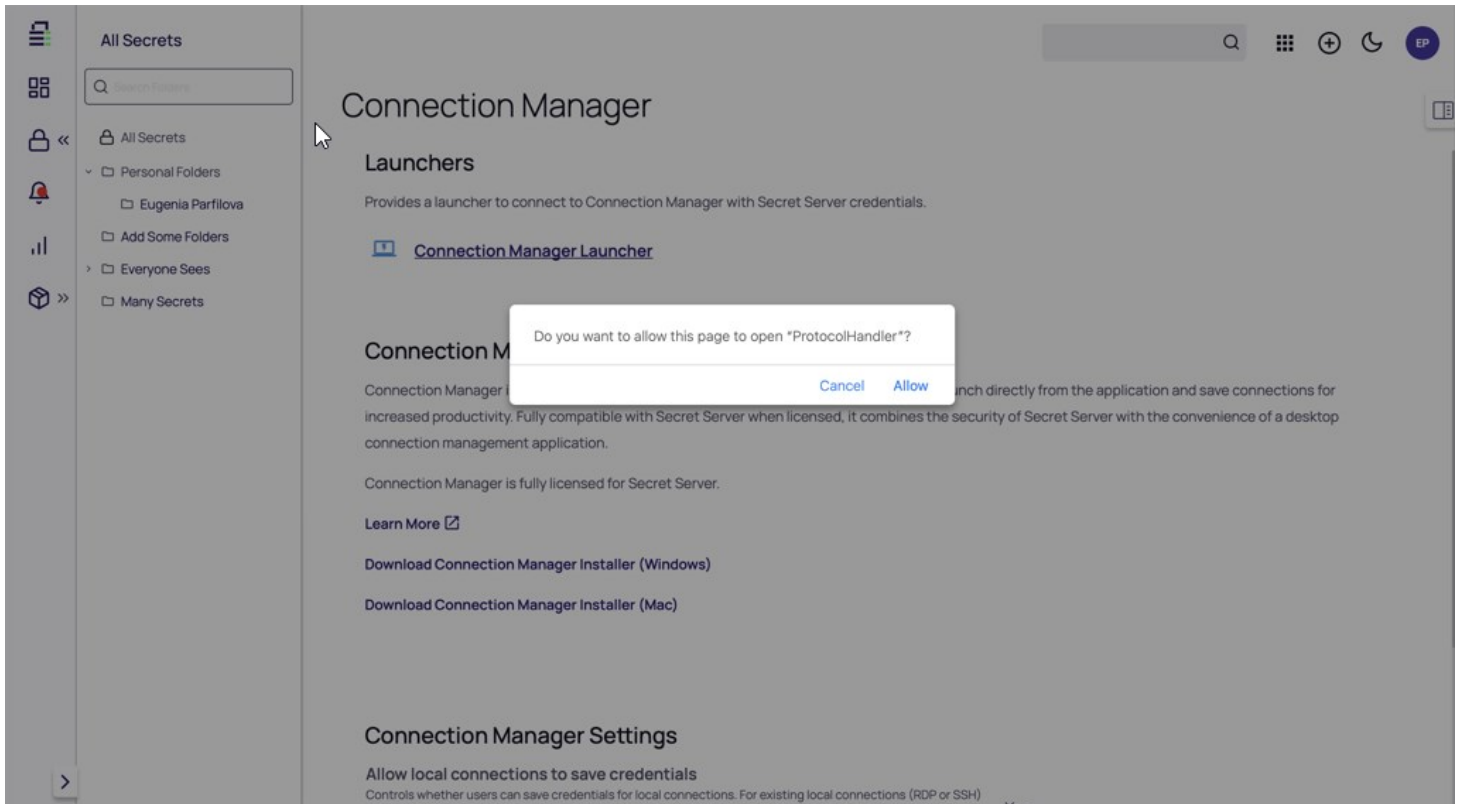 All Secrets
EP
Search Folders
Connection Manager
All Secrets
Launchers
Personal Folders
Provides a launcher to connect to Connection Manager with Secret Server credentials.
Eugenia Parfilova
Add Some Folders
Connection Manager Launcher
Everyone Sees
Many Secrets
Do you want to allow this page to open "ProtocolHandler"?
Cancel Allow
Connection M
Connection Manager i unch directly from the application and save connections for
increased productivity. Fully compatible with Secret Server when licensed, it combines the security of Secret Server with the convenience of a desktop
connection management application.
Connection Manager is fully licensed for Secret Server.
Learn More
Download Connection Manager Installer (Windows)
Download Connection Manager Installer (Mac)
Connection Manager Settings
Allow local connections to save credentials
Controls whether users can save credentials for local connections. For existing local connections (RDP or SSH)